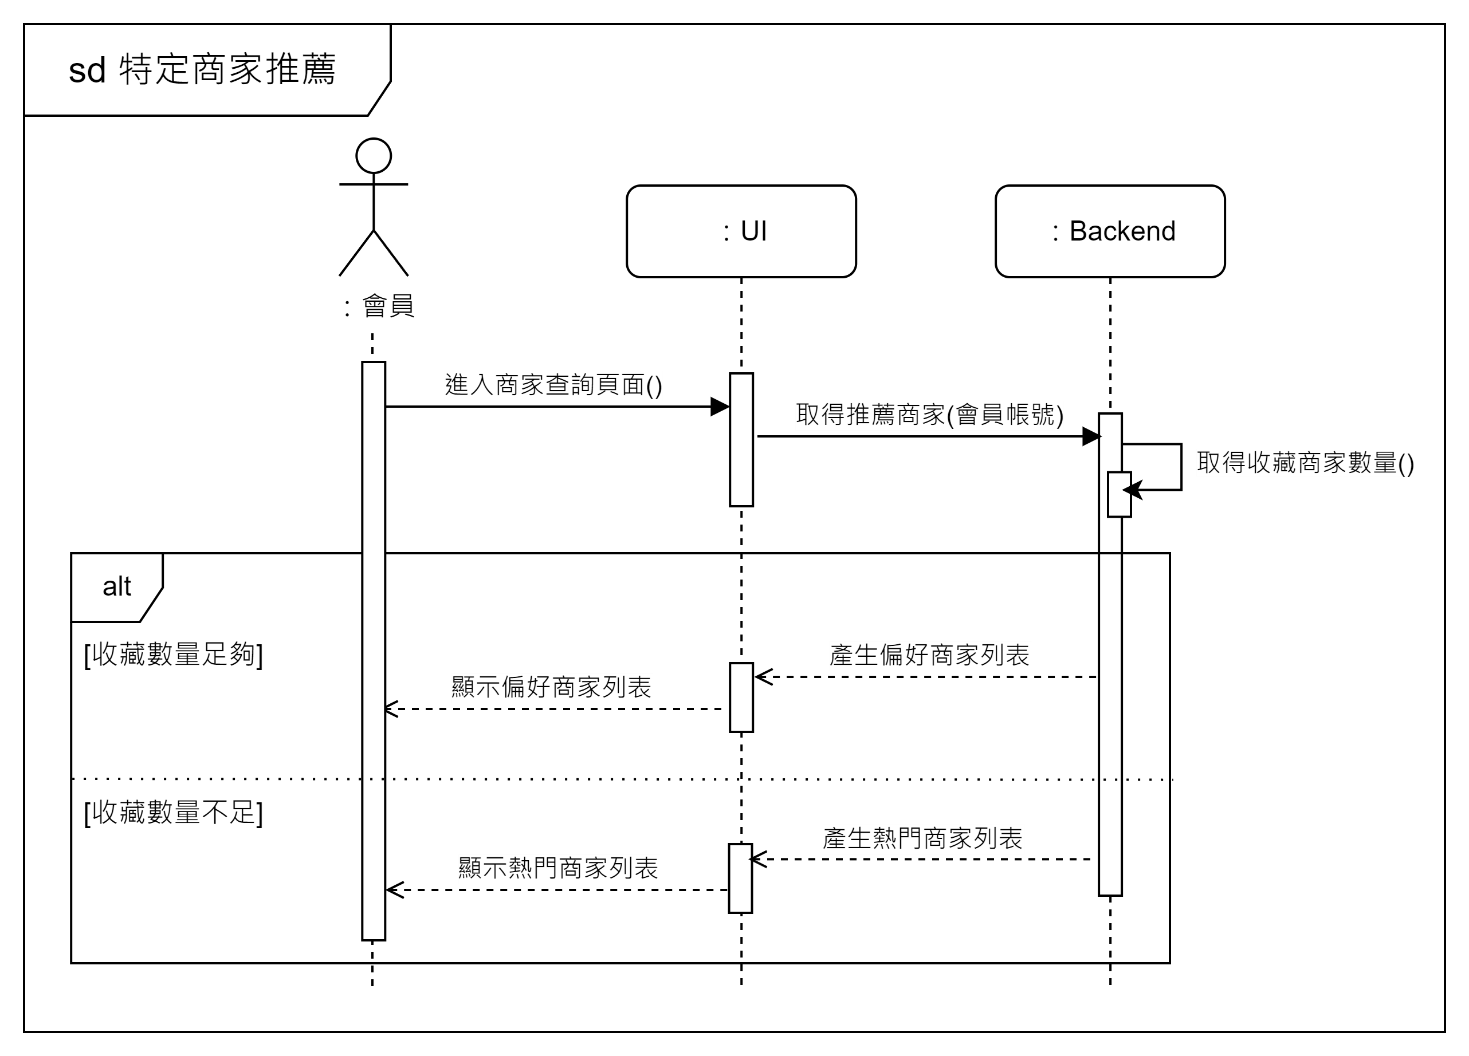 sd 特定商家推薦
: UI
: Backend
: 會員
進入商家查詢頁面()
取得推薦商家(會員帳號)
取得收藏商家數量()
alt
[收藏數量足夠]
產生偏好商家列表
顯示偏好商家列表
[收藏數量不足]
產生熱門商家列表
顯示熱門商家列表